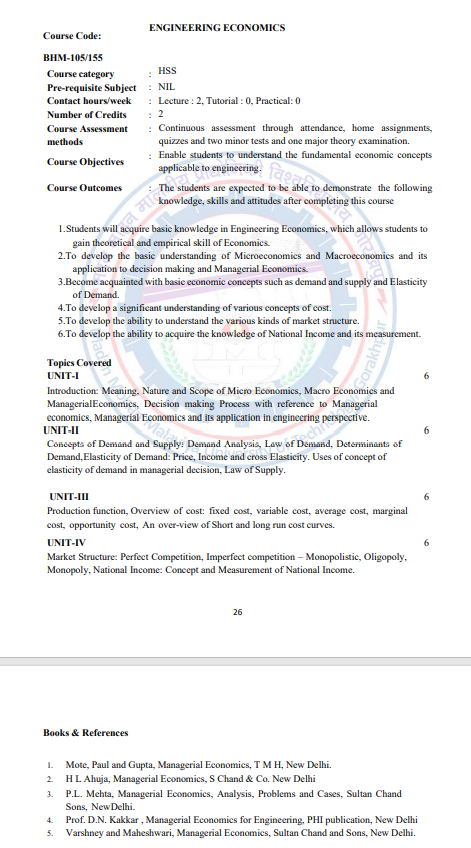 ENGINEERING ECONOMICS
Course Code:
BHM-105/155
Course category : HSS
Pre-requisite Subject : NIL
Contact hours/week : Lecture : 2, Tutorial : 0, Practical: 0
Number of Credits : 2
Course Assessment : Continuous assessment through attendance, home assignments,
methods quizzes and two minor tests and one major theory examination.
Course Objectives : Enable students to understand the fundamental economic concepts
applicable to engineering.
Course Outcomes : The students are expected to be able to demonstrate the following
knowledge, skills and attitudes after completing this course
1.Students will acquire basic knowledge in Engineering Economics, which allows students to
gain theoretical and empirical skill of Economics.
2.To develop the basic understanding of Microeconomics and Macroeconomics and its
application to decision making and Managerial Economics.
3.Become acquainted with basic economic concepts such as demand and supply and Elasticity
of Demand.
4.To develop a significant understanding of various concepts of cost.
5.To develop the ability to understand the various kinds of market structure.
6.To develop the ability to acquire the knowledge of National Income and its measurement.
Topics Covered
UNIT-I 6
Introduction: Meaning, Nature and Scope of Micro Economics, Macro Economics and
ManagerialEconomics, Decision making Process with reference to Managerial
economics, Managerial Economics and its application in engineering perspective.
UNIT-II 6
Concepts of Demand and Supply: Demand Analysis, Law of Demand, Determinants of
Demand,Elasticity of Demand: Price, Income and cross Elasticity. Uses of concept of
elasticity of demand in managerial decision, Law of Supply.
UNIT-III 6
Production function, Overview of cost: fixed cost, variable cost, average cost, marginal
cost, opportunity cost, An over-view of Short and long run cost curves.
UNIT-IV 6
Market Structure: Perfect Competition, Imperfect competition – Monopolistic, Oligopoly,
Monopoly, National Income: Concept and Measurement of National Income.
26
Books & References
1. Mote, Paul and Gupta, Managerial Economics, T M H, New Delhi.
2. H L Ahuja, Managerial Economics, S Chand & Co. New Delhi
3. P.L. Mehta, Managerial Economics, Analysis, Problems and Cases, Sultan Chand
Sons, NewDelhi.
4. Prof. D.N. Kakkar , Managerial Economics for Engineering, PHI publication, New Delhi
5. Varshney and Maheshwari, Managerial Economics, Sultan Chand and Sons, New Delhi.